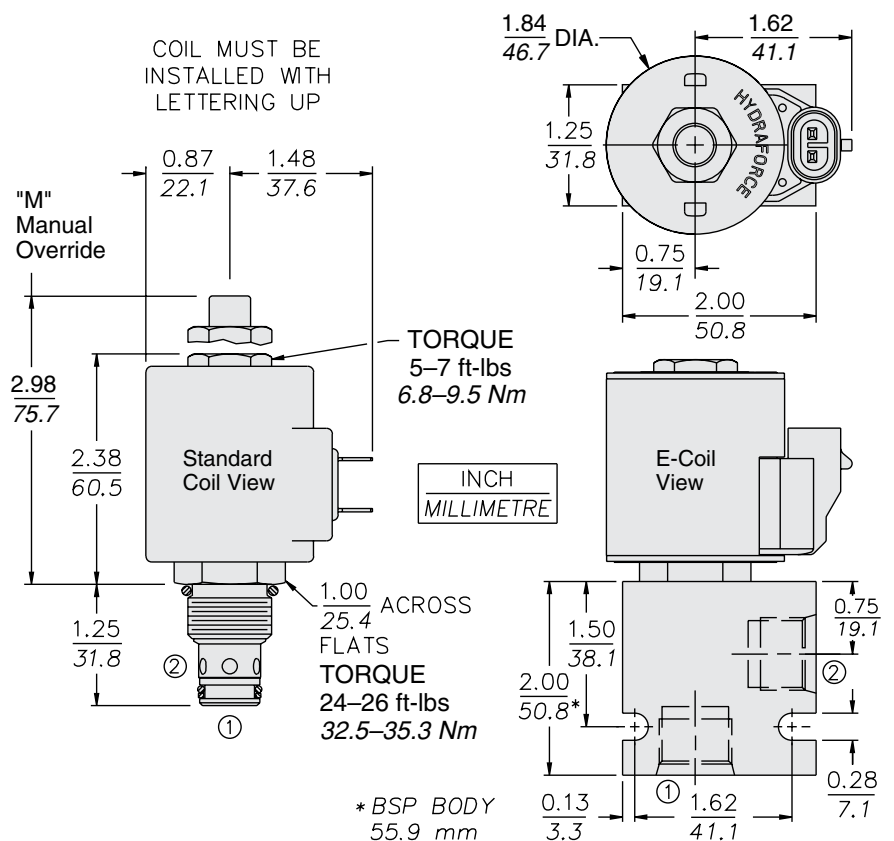 COIL MUST BE
INSTALLED WITH
LETTERING UP
0.87
22.1
1.48
37.6
"M"
Manual
Override
2.98
75.7
2.38
60.5
Standard
Coil View
TORQUE
5–7 ft-lbs
6.8–9.5 Nm
INCH
MILLIMETRE
1.25
31.8
②
①
1.00
25.4
ACROSS
FLATS
TORQUE
24–26 ft-lbs
32.5–35.3 Nm
1.84
46.7
DIA.
1.62
41.1
1.25
31.8
HYDRAFORCE
0.75
19.1
2.00
50.8
E-Coil
View
1.50
38.1
2.00
50.8*
0.75
19.1
②
①
0.28
7.1
0.13
3.3
1.62
41.1
* BSP BODY
55.9 mm